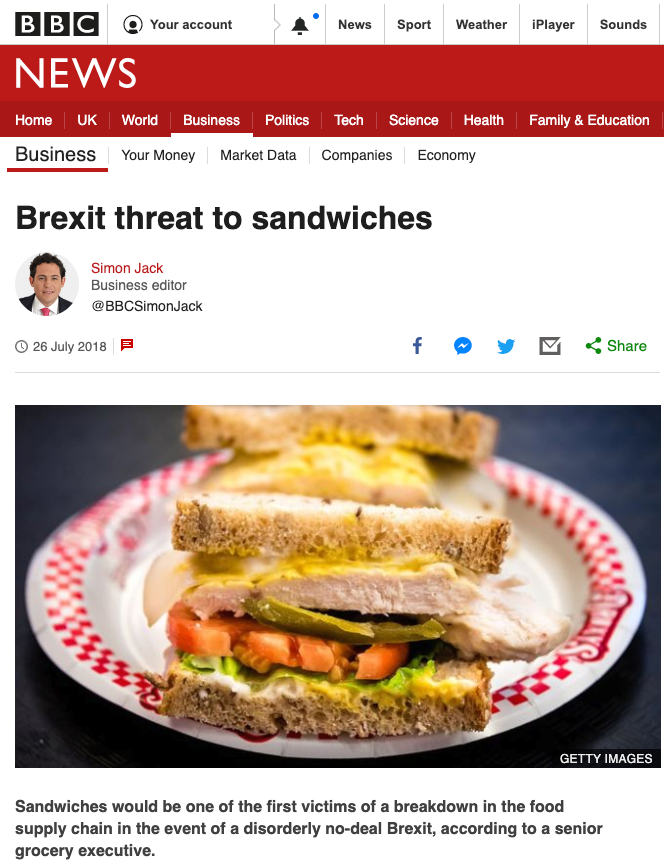 BBC Your account News Sport Weather iPlayer Sounds
NEWS
Home UK World Business Politics Tech Science Health Family & Education
Business Your Money Market Data Companies Economy
Brexit threat to sandwiches
Simon Jack
Business editor
@BBCSimonJack
26 July 2018 Share
GETTY IMAGES
Sandwiches would be one of the first victims of a breakdown in the food
supply chain in the event of a disorderly no-deal Brexit, according to a senior
grocery executive.